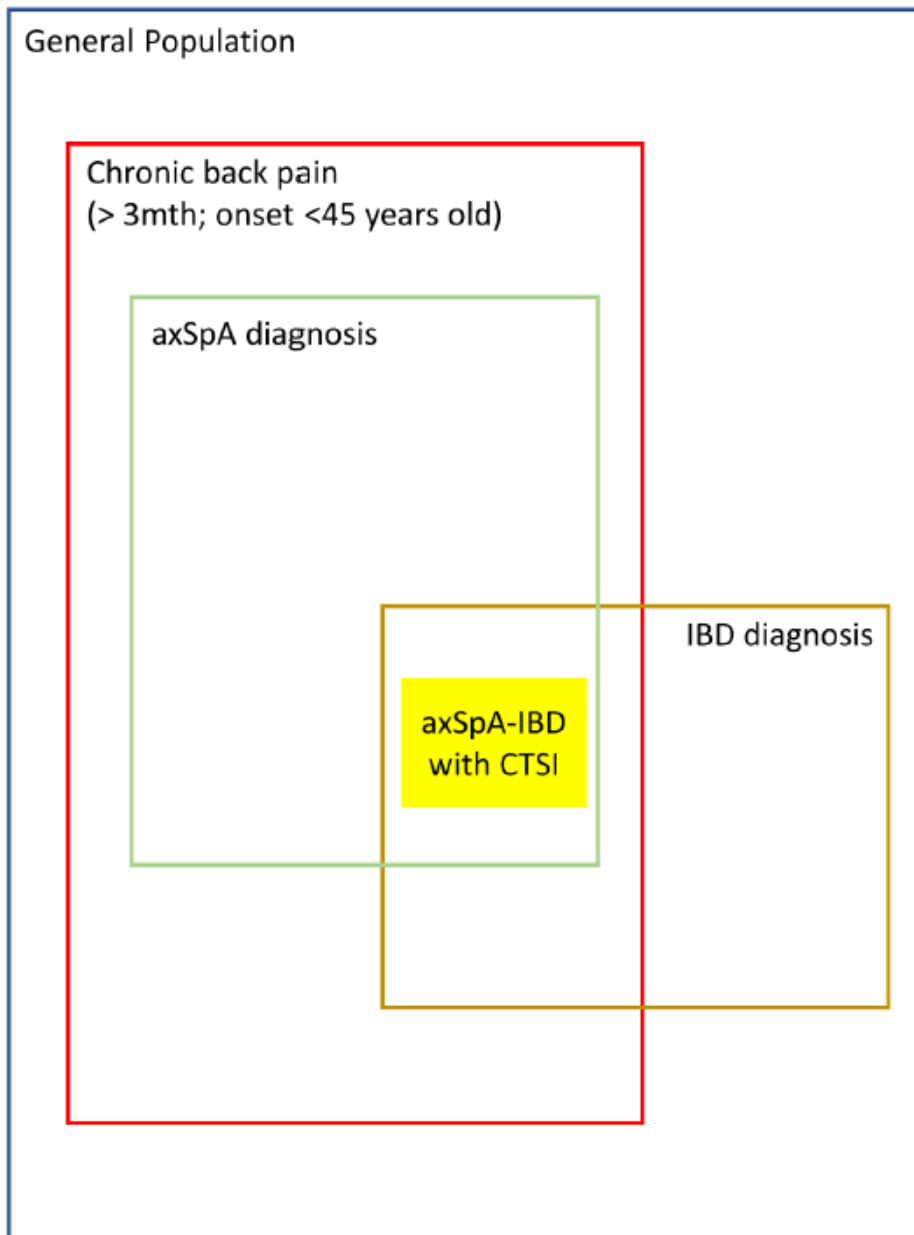 General Population
Chronic back pain
(> 3mth; onset <45 years old)
axSpA diagnosis
IBD diagnosis
axSpA-IBD
with CTSI